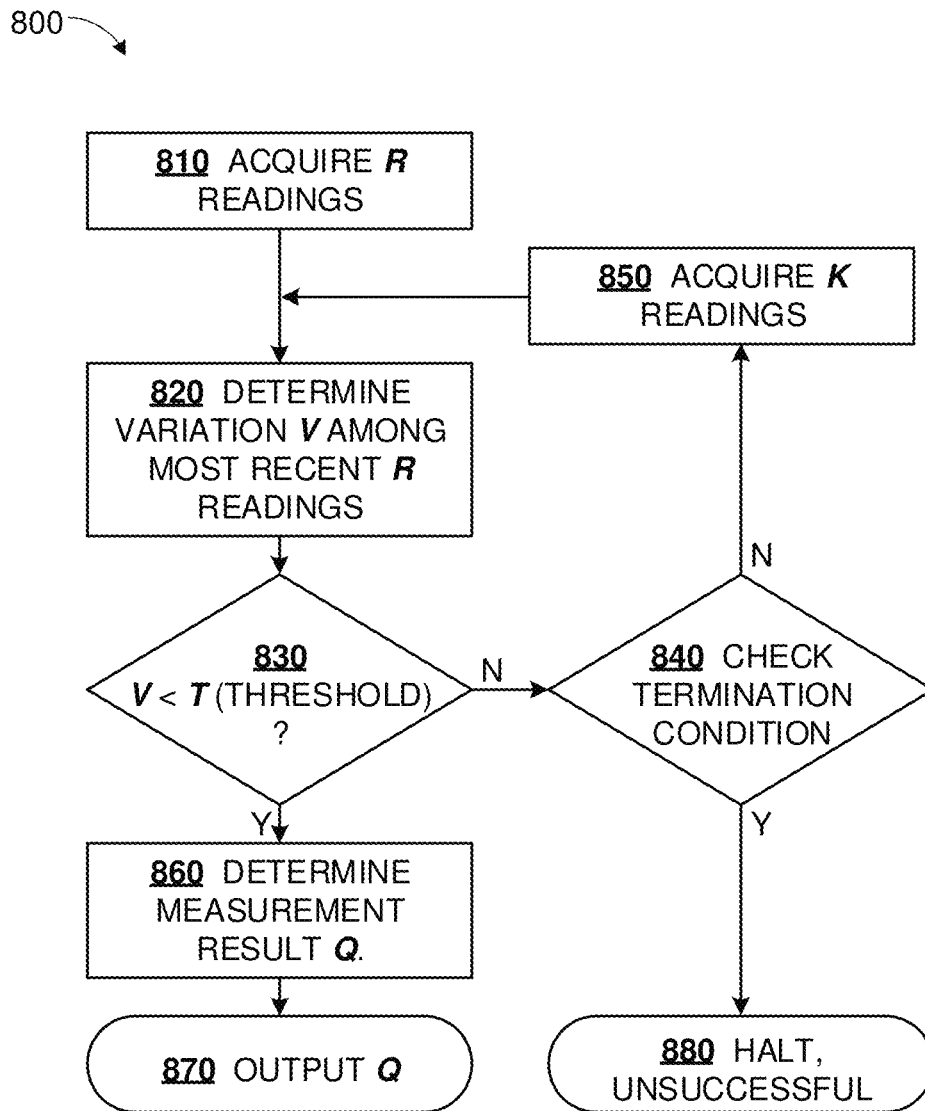 800
810 ACQUIRE R
READINGS
850 ACQUIRE K
READINGS
820 DETERMINE
VARIATION V AMONG
MOST RECENT R
READINGS
N
830
V < T (THRESHOLD)
?
N
840 CHECK
TERMINATION
CONDITION
Y
Y
860 DETERMINE
MEASUREMENT
RESULT Q.
870 OUTPUT Q
880 HALT,
UNSUCCESSFUL